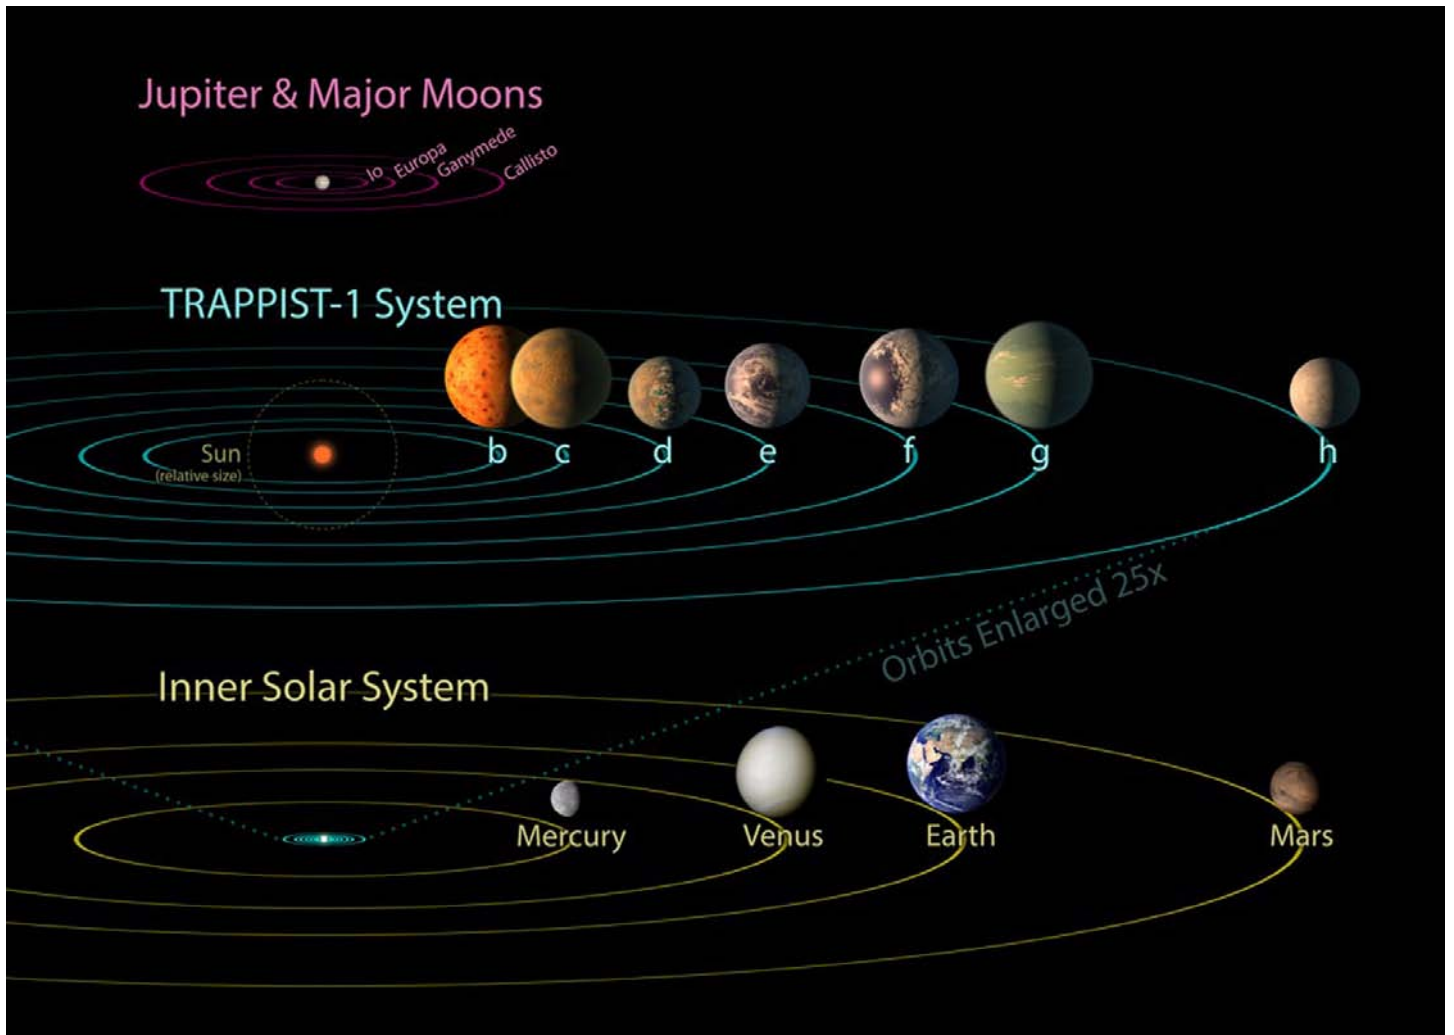 Jupiter & Major Moons
Io
Europa
Ganymede
Callisto
TRAPPIST-1 System
Sun
(relative size)
b
c
d
e
f
g
h
Orbits Enlarged 25x
Inner Solar System
Mercury
Venus
Earth
Mars